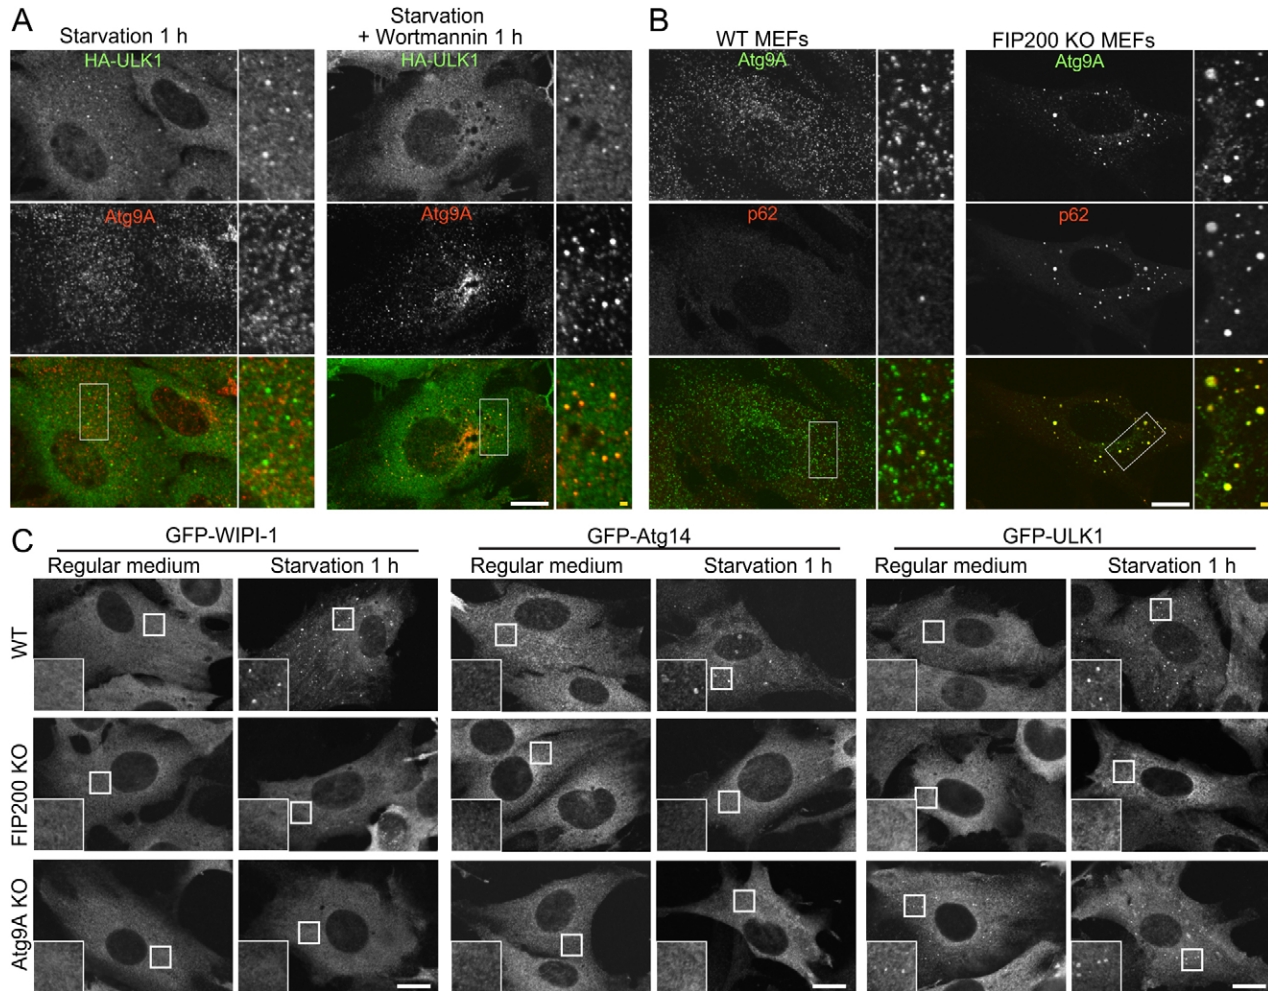 A
Starvation 1 h
HA-ULK1
Atg9A
Starvation
+ Wortmannin 1 h
HA-ULK1
Atg9A
B
WT MEFs
Atg9A
p62
FIP200 KO MEFs
Atg9A
p62
C
GFP-WIPI-1
GFP-Atg14
GFP-ULK1
Regular medium
Starvation 1 h
Regular medium
Starvation 1 h
Regular medium
Starvation 1 h
WT
FIP200 KO
Atg9A KO